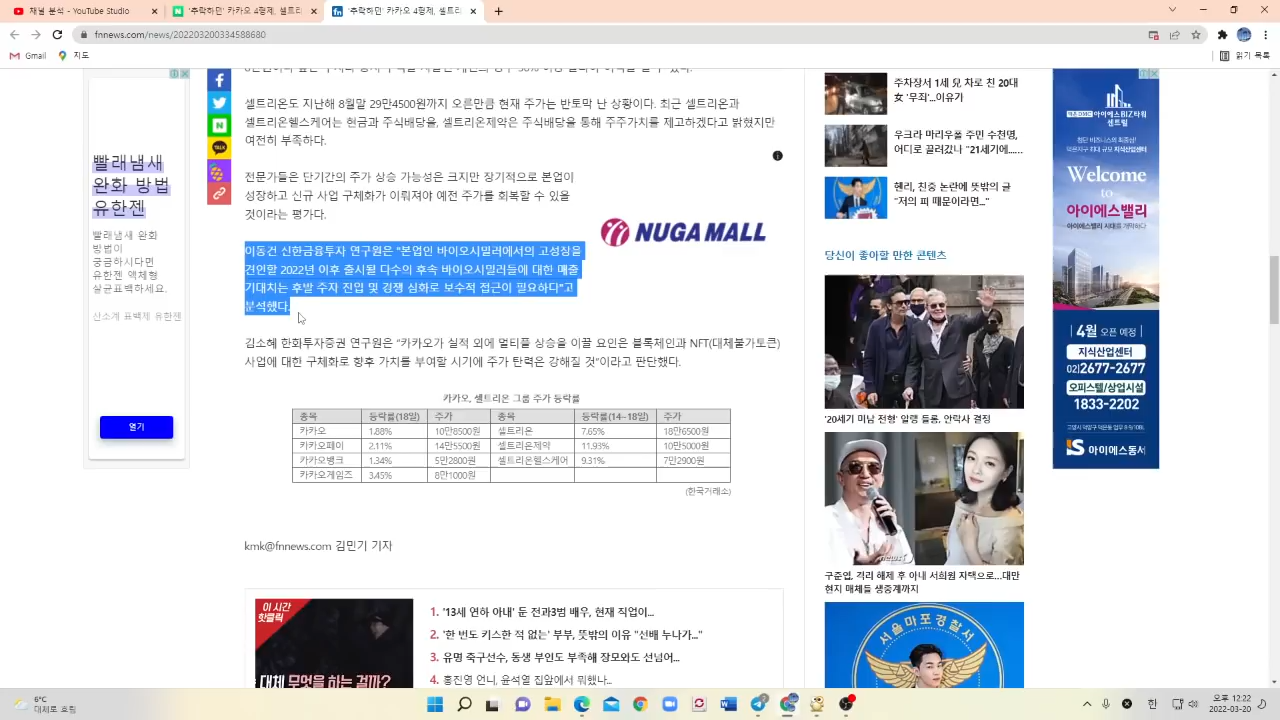 채널 분석 - YouTube Studio
'추락하던' 카카오 4형제, 셀트리
'추락하던' 카카오 4형제, 셀트리
fnnews.com/news/202203200334588680
Gmail
지도
읽기 목록
셀트리온도 지난해 8월말 29만4500원까지 오른만큼 현재 주가는 반토막 난 상황이다. 최근 셀트리온과
셀트리온헬스케어는 현금과 주식배당을, 셀트리온제약은 주식배당을 통해 주주가치를 제고하겠다고 밝혔지만
여전히 부족하다.
전문가들은 단기간의 주가 상승 가능성은 크지만 장기적으로 본업이
성장하고 신규 사업 구체화가 이뤄져야 예전 주가를 회복할 수 있을
것이라는 평가다.
NUGA MALL
이동건 신한금융투자 연구원은 "본업인 바이오시밀러에서의 고성장을
견인할 2022년 이후 출시될 다수의 후속 바이오시밀러들에 대한 매출
기대치는 후발 주자 진입 및 경쟁 심화로 보수적 접근이 필요하다"고
분석했다.
김소혜 한화투자증권 연구원은 "카카오가 실적 외에 멀티플 상승을 이끌 요인은 블록체인과 NFT(대체불가토큰)
사업에 대한 구체화로 향후 가치를 부여할 시기에 주가 탄력은 강해질 것"이라고 판단했다.
카카오, 셀트리온 그룹 주가 등락률
종목 등락률(18일) 주가 종목 등락률(14~18일) 주가
카카오 1.88% 10만8500원 셀트리온 7.65% 18만6500원
카카오페이 2.11% 14만5500원 셀트리온제약 11.93% 10만5000원
카카오뱅크 1.34% 5만2800원 셀트리온헬스케어 9.31% 7만2900원
카카오게임즈 3.45% 8만1000원
(한국거래소)
kmk@fnnews.com 김민기 기자
이 시간
핫클릭
대체 무엇을 하는 걸까?
1. '13세 연하 아내' 둔 전과3범 배우, 현재 직업이...
2. '한 번도 키스한 적 없는' 부부, 뜻밖의 이유 "선배 누나가..."
3. 유명 축구선수, 동생 부인도 부족해 장모와도 선넘어...
4. 홍진영 언니, 윤석열 집앞에서 뭐했나..
빨래냄새
완화 방법
유한젠
빨래냄새 완화
방법이
궁금하시다면
유한젠 액체형
살균표백하세요.
산소계 표백제 유한젠
열기
TALK
주차장서 1세 兒 차로 친 20대
女 '무죄'...이유가
우크라 마리우폴 주민 수천명,
어디로 끌려갔나 "21세기에......
헨리, 친중 논란에 뜻밖의 글
"저의 피 때문이라면..."
당신이 좋아할 만한 콘텐츠
'20세기 미남 전형' 알랭 들롱, 안락사 결정
news1
구준엽, 격리 해제 후 아내 서희원 자택으로...대만
현지 매체들 생중계까지
서울마포경찰서
아이에스BIZ타워
센트럴
Welcome
to
아이에스밸리
4월 오픈 예정
지식산업센터
02)2677-2677
오피스텔/상업시설
1833-2202
아이에스동서
6°C
대체로 흐림
오후 12:22
2022-03-20